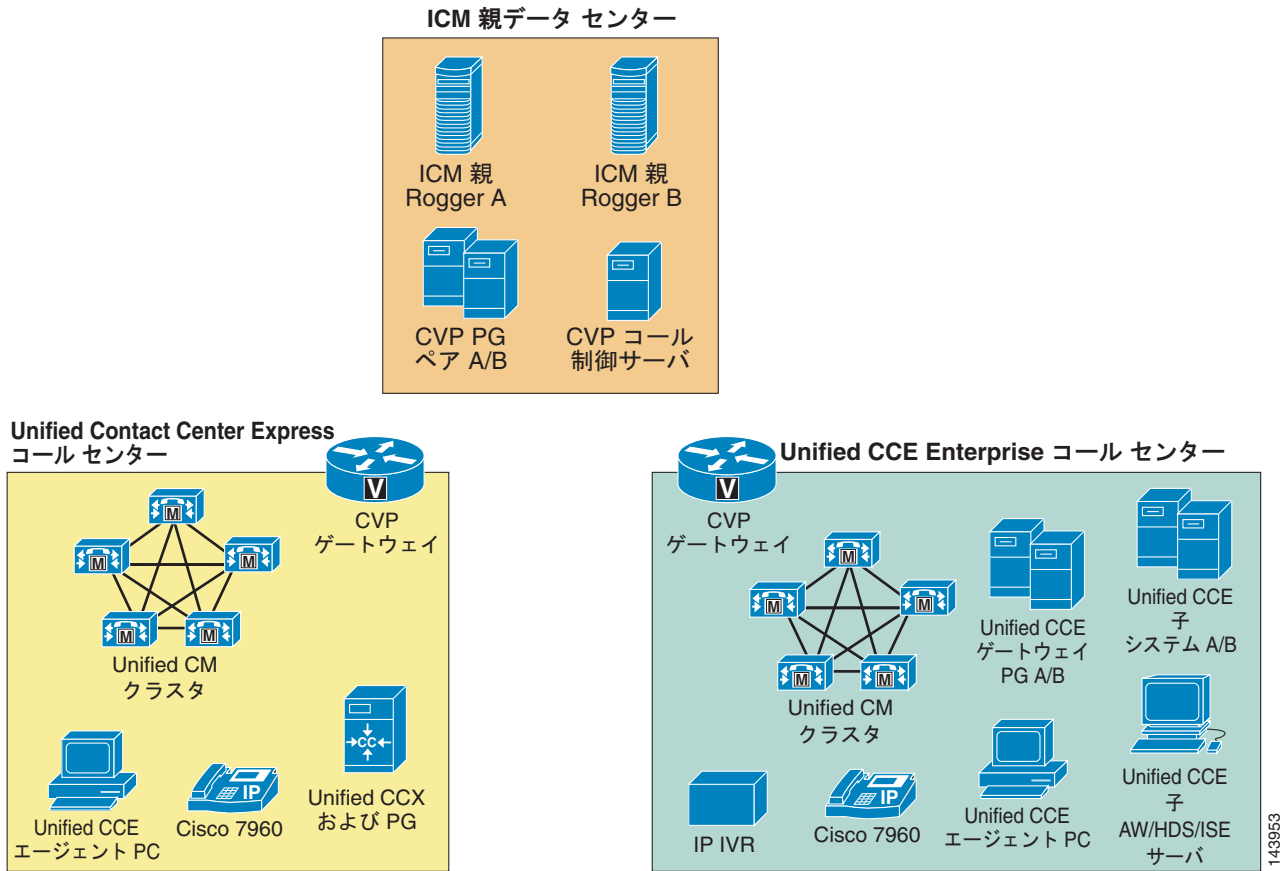 ICM 親データ センター
ICM 親
Rogger A
ICM 親
Rogger B
CVP PG
ペア A/B
CVP コール
制御サーバ
Unified Contact Center Express
コール センター
V
CVP
ゲートウェイ
M
M
M
M
M
Unified CM
クラスタ
CC
Unified CCX
および PG
Unified CCE
エージェント PC
IP
Cisco 7960
Unified CCE Enterprise コール センター
V
CVP
ゲートウェイ
M
M
M
M
M
Unified CM
クラスタ
Unified CCE
ゲートウェイ
PG A/B
Unified CCE
子
システム A/B
IP IVR
IP
Cisco 7960
Unified CCE
エージェント PC
Unified CCE
子
AW/HDS/ISE
サーバ
143953